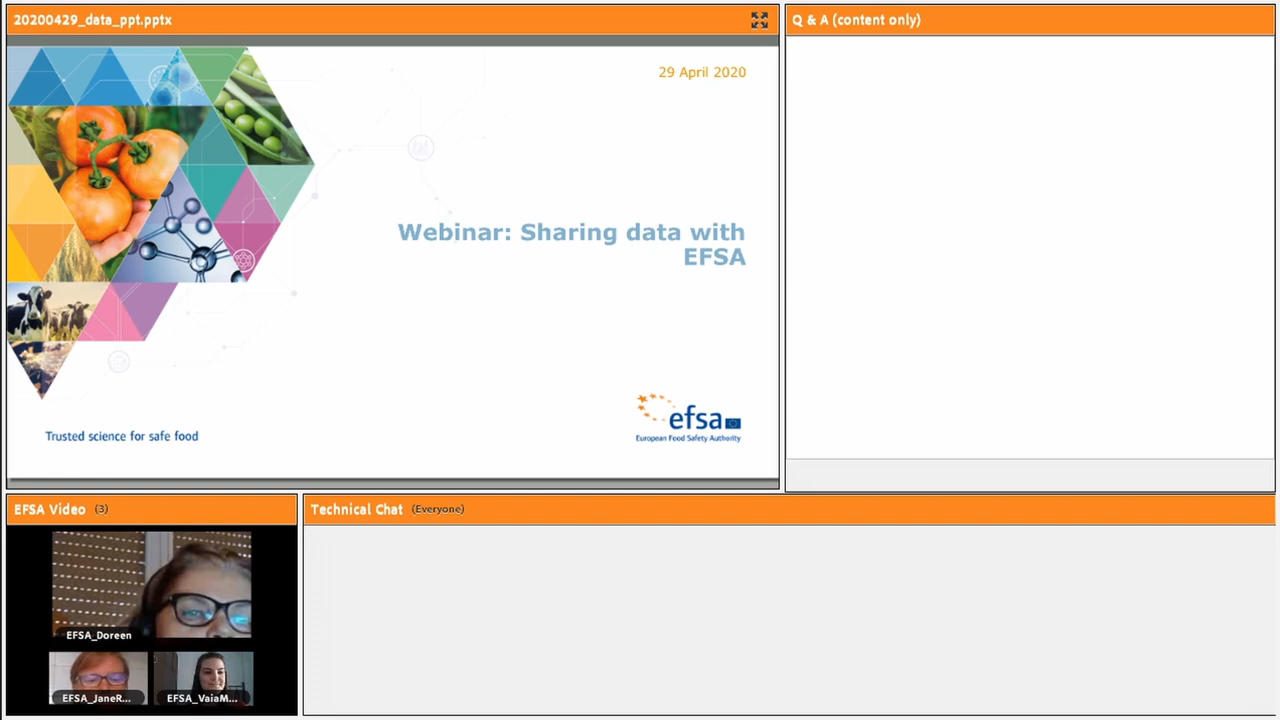 20200429_data_ppt.pptx
Q & A (content only)
29 April 2020
Webinar: Sharing data with
EFSA
efsa
European Food Safety Authority
Trusted science for safe food
EFSA Video (3)
Technical Chat (Everyone)
EFSA_Doreen
EFSA_JaneR...
EFSA_VaiaM...